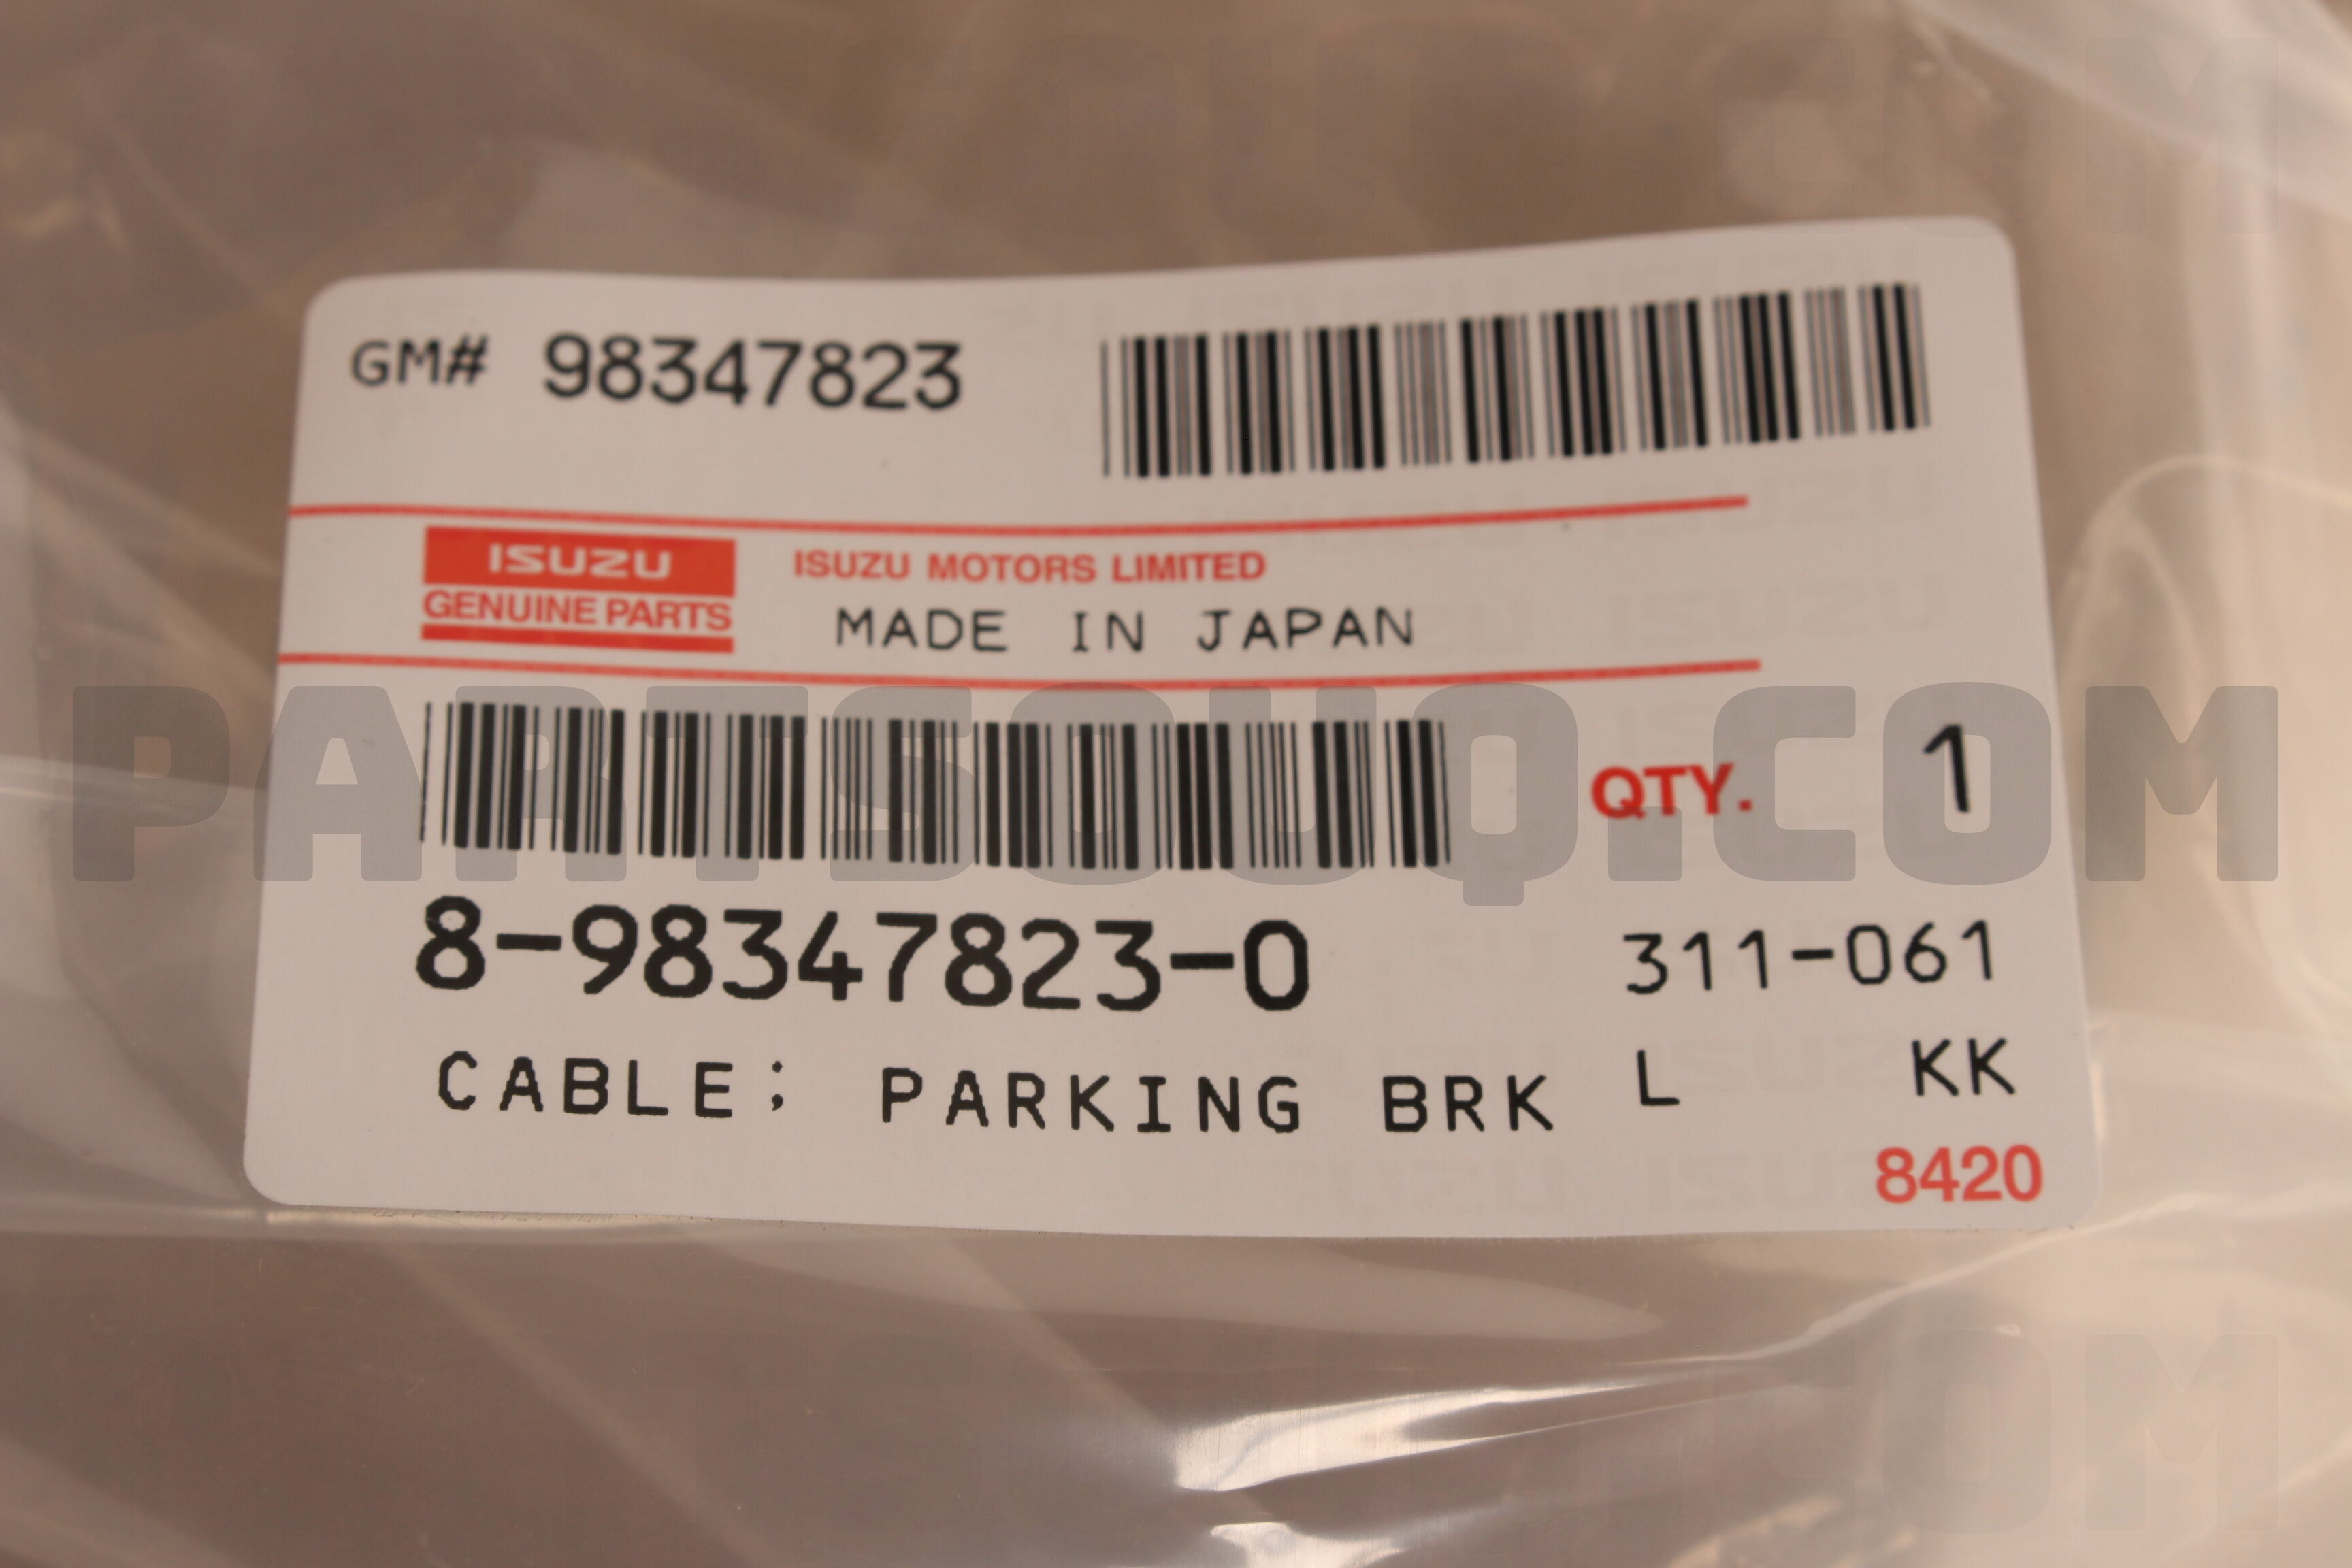 GM# 98347823
ISUZU
GENUINE PARTS
ISUZU MOTORS LIMITED
MADE IN JAPAN
QTY. 1
8-98347823-0
311-061
CABLE; PARKING BRK L KK
8420
PARTSOUQ.COM